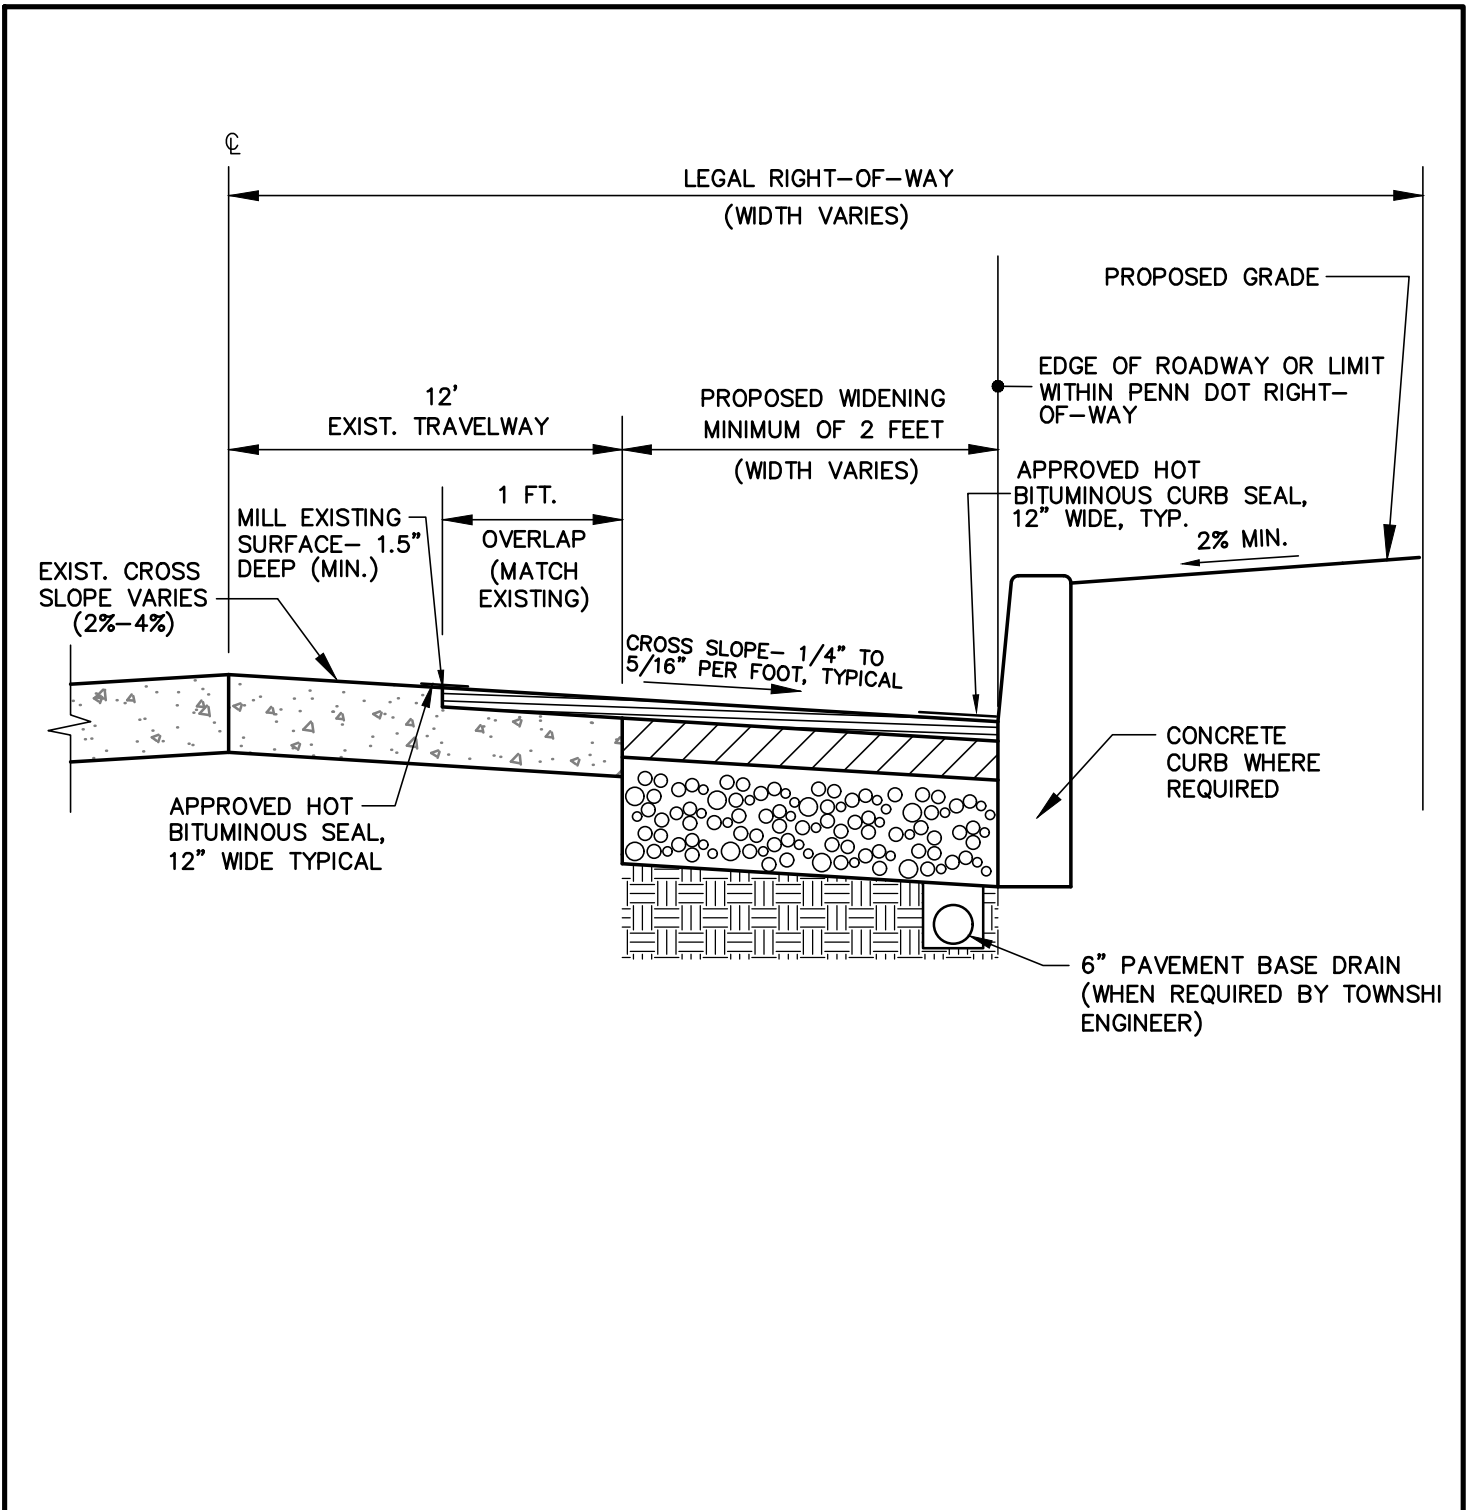 ℄
LEGAL RIGHT-OF-WAY
(WIDTH VARIES)
PROPOSED GRADE
EDGE OF ROADWAY OR LIMIT
WITHIN PENN DOT RIGHT-
OF-WAY
12'
EXIST. TRAVELWAY
PROPOSED WIDENING
MINIMUM OF 2 FEET
(WIDTH VARIES)
APPROVED HOT
BITUMINOUS CURB SEAL,
12" WIDE, TYP.
1 FT.
OVERLAP
(MATCH
EXISTING)
MILL EXISTING
SURFACE- 1.5"
DEEP (MIN.)
2% MIN.
EXIST. CROSS
SLOPE VARIES
(2%-4%)
CROSS SLOPE- 1/4" TO
5/16" PER FOOT, TYPICAL
CONCRETE
CURB WHERE
REQUIRED
APPROVED HOT
BITUMINOUS SEAL,
12" WIDE TYPICAL
6" PAVEMENT BASE DRAIN
(WHEN REQUIRED BY TOWNSHI
ENGINEER)